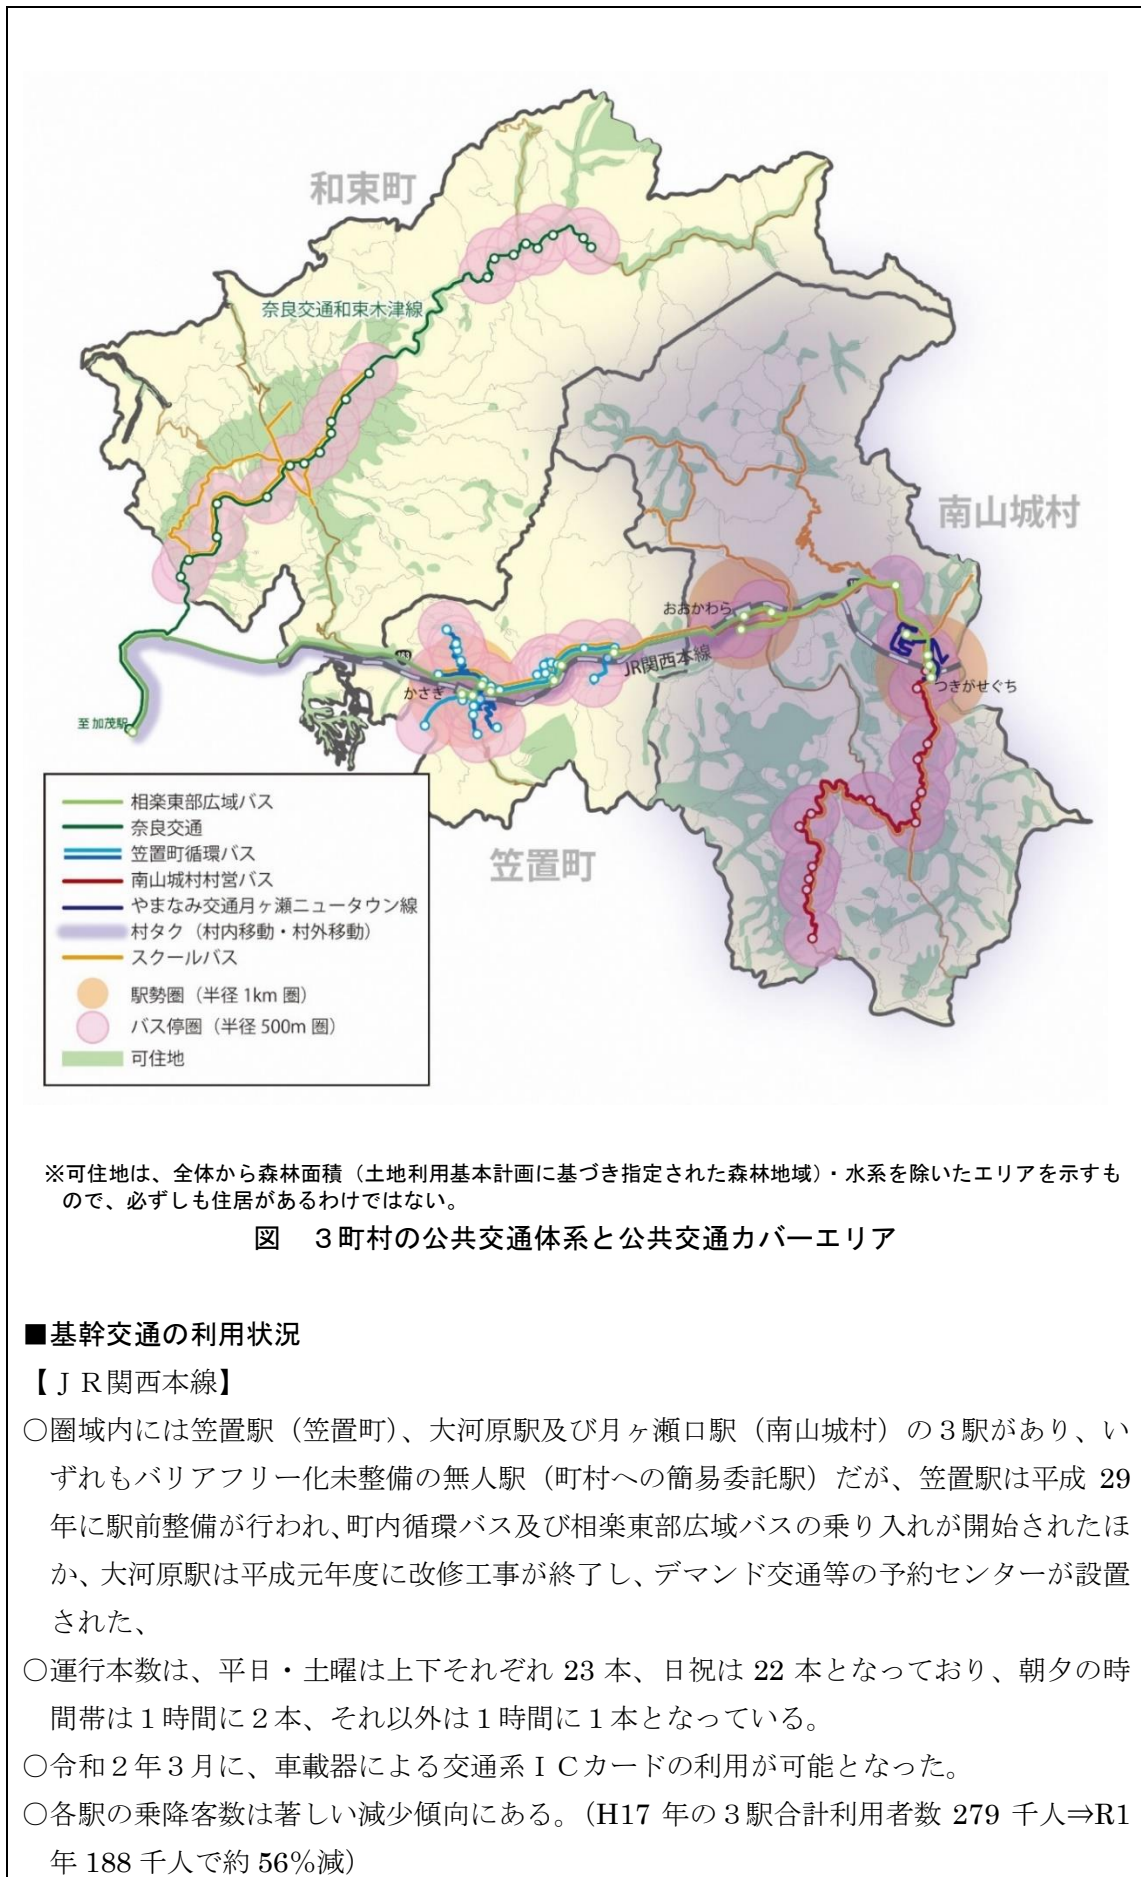 和束町
奈良交通和束木津線
南山城村
おおかわら
163
JR関西本線
かさぎ
つきがせぐち
至 加茂駅
笠置町
相楽東部広域バス
奈良交通
笠置町循環バス
南山城村村営バス
やまなみ交通月ヶ瀬ニュータウン線
村タク（村内移動・村外移動）
スクールバス
駅勢圏（半径 1km 圏）
バス停圏（半径 500m 圏）
可住地
※可住地は、全体から森林面積（土地利用基本計画に基づき指定された森林地域）・水系を除いたエリアを示すも
ので、必ずしも住居があるわけではない。
図　３町村の公共交通体系と公共交通カバーエリア
■基幹交通の利用状況
【ＪＲ関西本線】
○圏域内には笠置駅（笠置町）、大河原駅及び月ヶ瀬口駅（南山城村）の３駅があり、い
ずれもバリアフリー化未整備の無人駅（町村への簡易委託駅）だが、笠置駅は平成 29
年に駅前整備が行われ、町内循環バス及び相楽東部広域バスの乗り入れが開始されたほ
か、大河原駅は平成元年度に改修工事が終了し、デマンド交通等の予約センターが設置
された、
○運行本数は、平日・土曜は上下それぞれ 23 本、日祝は 22 本となっており、朝夕の時
間帯は１時間に２本、それ以外は１時間に１本となっている。
○令和２年３月に、車載器による交通系ＩＣカードの利用が可能となった。
○各駅の乗降客数は著しい減少傾向にある。（H17 年の３駅合計利用者数 279 千人⇒R1
年 188 千人で約 56％減）